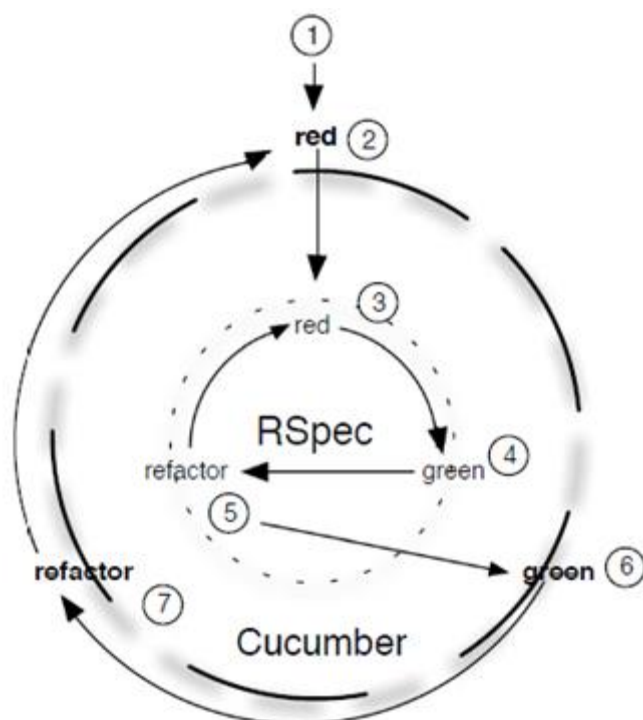 1
red 2
3
red
RSpec
refactor green 4
5
refactor green 6
7
Cucumber